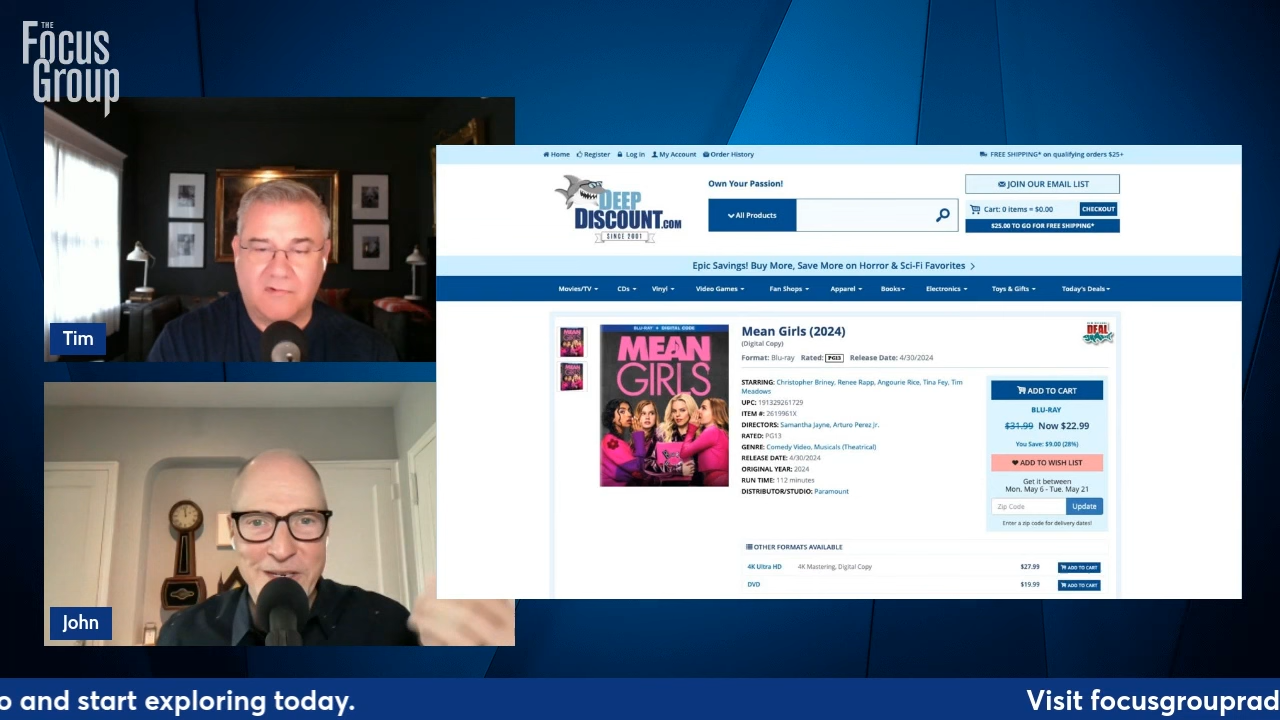 THE
Focus
Group
Tim
John
Home Register Log in My Account Order History
FREE SHIPPING* on qualifying orders $25+
DEEP
DISCOUNT.COM
SINCE 2001
Own Your Passion!
All Products
JOIN OUR EMAIL LIST
Cart: 0 items = $0.00 CHECKOUT
$25.00 TO GO FOR FREE SHIPPING*
Epic Savings! Buy More, Save More on Horror & Sci-Fi Favorites
Movies/TV CDs Vinyl Video Games Fan Shops Apparel Books Electronics Toys & Gifts Today's Deals
MEAN
GIRLS
MEAN
GIRLS
BLU-RAY + DIGITAL CODE
MEAN
GIRLS
Mean Girls (2024)
(Digital Copy)
Format: Blu-ray Rated: PG13 Release Date: 4/30/2024
DEAL
STARRING: Christopher Briney, Renee Rapp, Angourie Rice, Tina Fey, Tim
Meadows
UPC: 191329261729
ITEM #: 2619961X
DIRECTORS: Samantha Jayne, Arturo Perez Jr.
RATED: PG13
GENRE: Comedy Video, Musicals (Theatrical)
RELEASE DATE: 4/30/2024
ORIGINAL YEAR: 2024
RUN TIME: 112 minutes
DISTRIBUTOR/STUDIO: Paramount
ADD TO CART
BLU-RAY
$31.99 Now $22.99
You Save: $9.00 (28%)
ADD TO WISH LIST
Get it between
Mon, May 6 - Tue, May 21
Zip Code Update
Enter a zip code for delivery dates!
OTHER FORMATS AVAILABLE
4K Ultra HD 4K Mastering, Digital Copy $27.99 ADD TO CART
DVD $19.99 ADD TO CART
o and start exploring today. Visit focusgrouprad